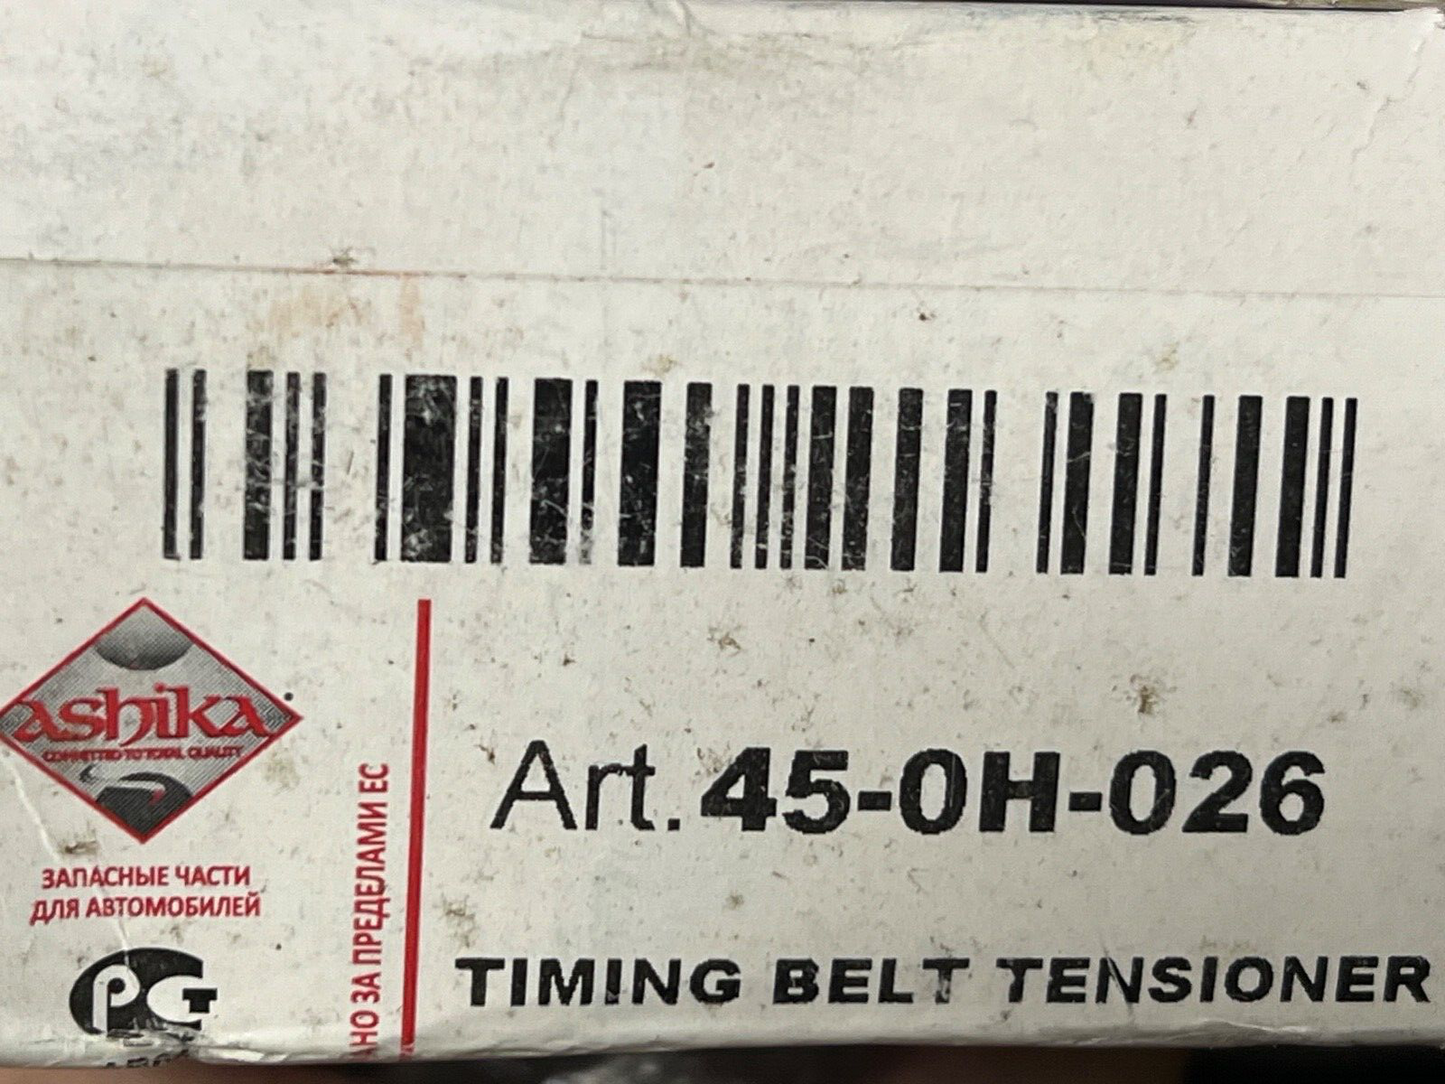 ashika
COMMITTED TO TOTAL QUALITY
ЗАПАСНЫЕ ЧАСТИ
ДЛЯ АВТОМОБИЛЕЙ
АНО ЗА ПРЕДЕЛАМИ ЕС
Art. 45-0H-026
TIMING BELT TENSIONER